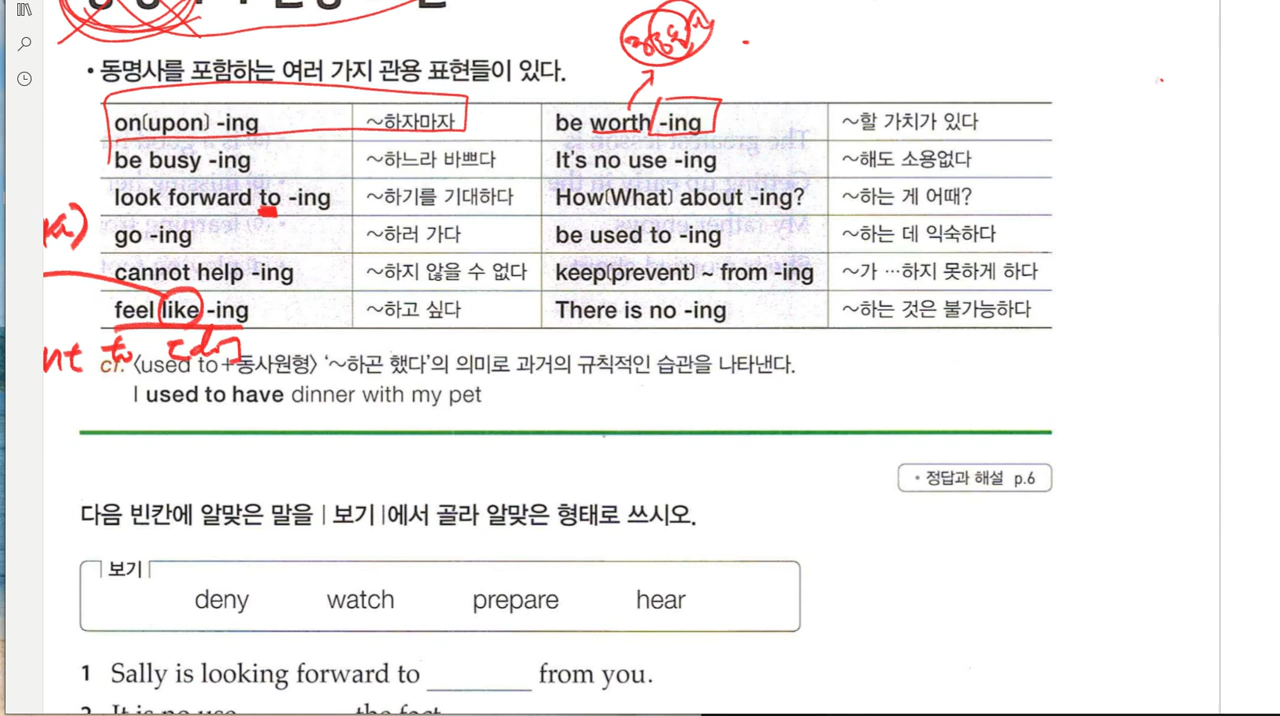 • 동명사를 포함하는 여러 가지 관용 표현들이 있다.
on(upon) -ing ~하자마자 be worth -ing ~할 가치가 있다
be busy -ing ~하느라 바쁘다 It's no use -ing ~해도 소용없다
look forward to -ing ~하기를 기대하다 How(What) about -ing? ~하는 게 어때?
go -ing ~하러 가다 be used to -ing ~하는 데 익숙하다
cannot help -ing ~하지 않을 수 없다 keep(prevent) ~ from -ing ~가 …하지 못하게 하다
feel like -ing ~하고 싶다 There is no -ing ~하는 것은 불가능하다
nt to
cf. 〈used to+동사원형〉 '~하곤 했다'의 의미로 과거의 규칙적인 습관을 나타낸다.
I used to have dinner with my pet
• 정답과 해설 p.6
다음 빈칸에 알맞은 말을 | 보기 |에서 골라 알맞은 형태로 쓰시오.
보기
deny watch prepare hear
1 Sally is looking forward to ________ from you.
2 It is no use ________ the fact